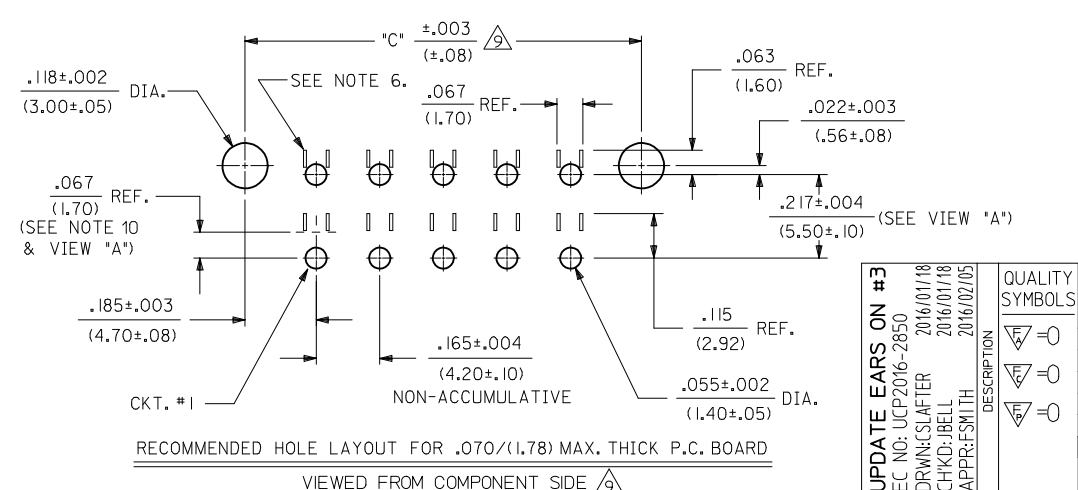 "C" ±.003
(±.08) 9
.118±.002 DIA.
(3.00±.05)
SEE NOTE 6.
.067 REF.
(1.70)
.063 REF.
(1.60)
.022±.003
(.56±.08)
.067 REF.
(1.70)
(SEE NOTE 10
& VIEW "A")
.217±.004 (SEE VIEW "A")
(5.50±.10)
.185±.003
(4.70±.08)
.165±.004
(4.20±.10)
NON-ACCUMULATIVE
.115 REF.
(2.92)
.055±.002 DIA.
(1.40±.05)
CKT. #1
RECOMMENDED HOLE LAYOUT FOR .070/(1.78) MAX. THICK P.C. BOARD
VIEWED FROM COMPONENT SIDE 9
UPDATE EARS ON #3
EC NO: UCP2016-2850
DRWN:CSLAFTER 2016/01/18
CH'KD:JBELL 2016/01/18
APPR:FSMITH 2016/02/05
DESCRIPTION
QUALITY
SYMBOLS
F A =0
F C =0
F P =0